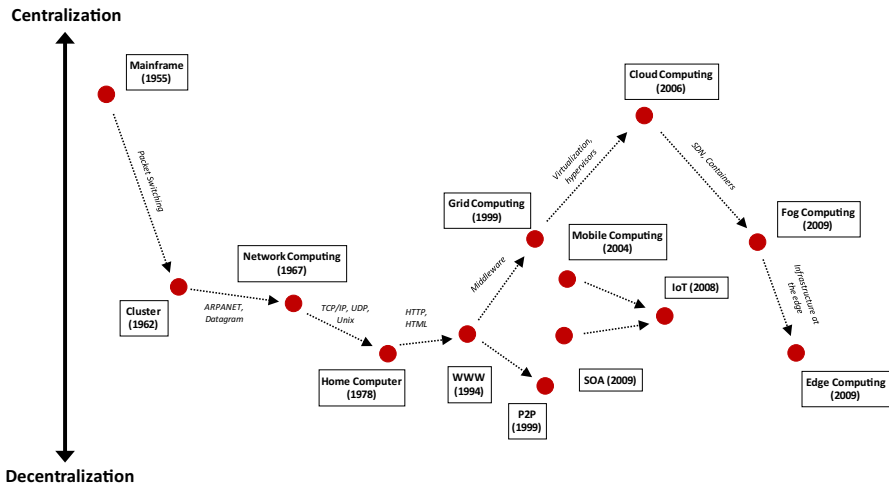 Centralization
Mainframe
(1955)
Packet Switching
Cluster
(1962)
ARPANET,
Datagram
Network Computing
(1967)
TCP/IP, UDP,
Unix
Home Computer
(1978)
HTTP,
HTML
WWW
(1994)
Middleware
Grid Computing
(1999)
P2P
(1999)
Virtualization,
hypervisors
Cloud Computing
(2006)
Mobile Computing
(2004)
SOA (2009)
IoT (2008)
SDN, Containers
Fog Computing
(2009)
Infrastructure at
the edge
Edge Computing
(2009)
Decentralization